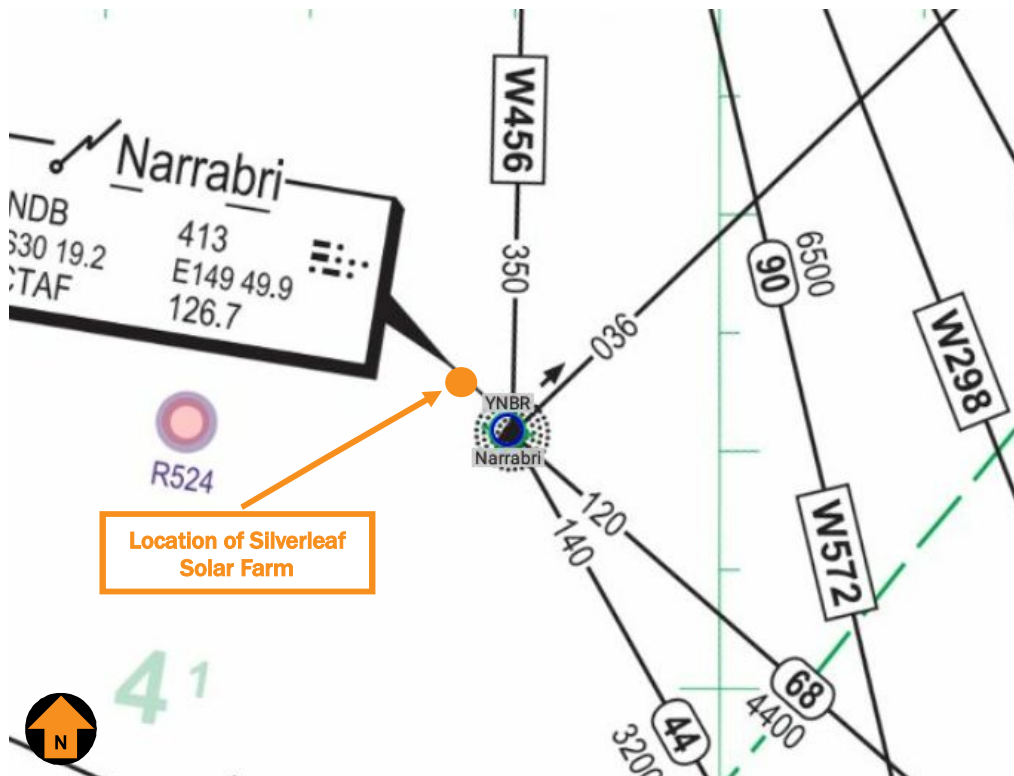 W456
Narrabri
NDB 413
S30 19.2 E149 49.9
CTAF 126.7
350
036
90
6500
W298
YNBR
Narrabri
R524
120
140
Location of Silverleaf
Solar Farm
W572
4 1
68
4400
44
3200
N